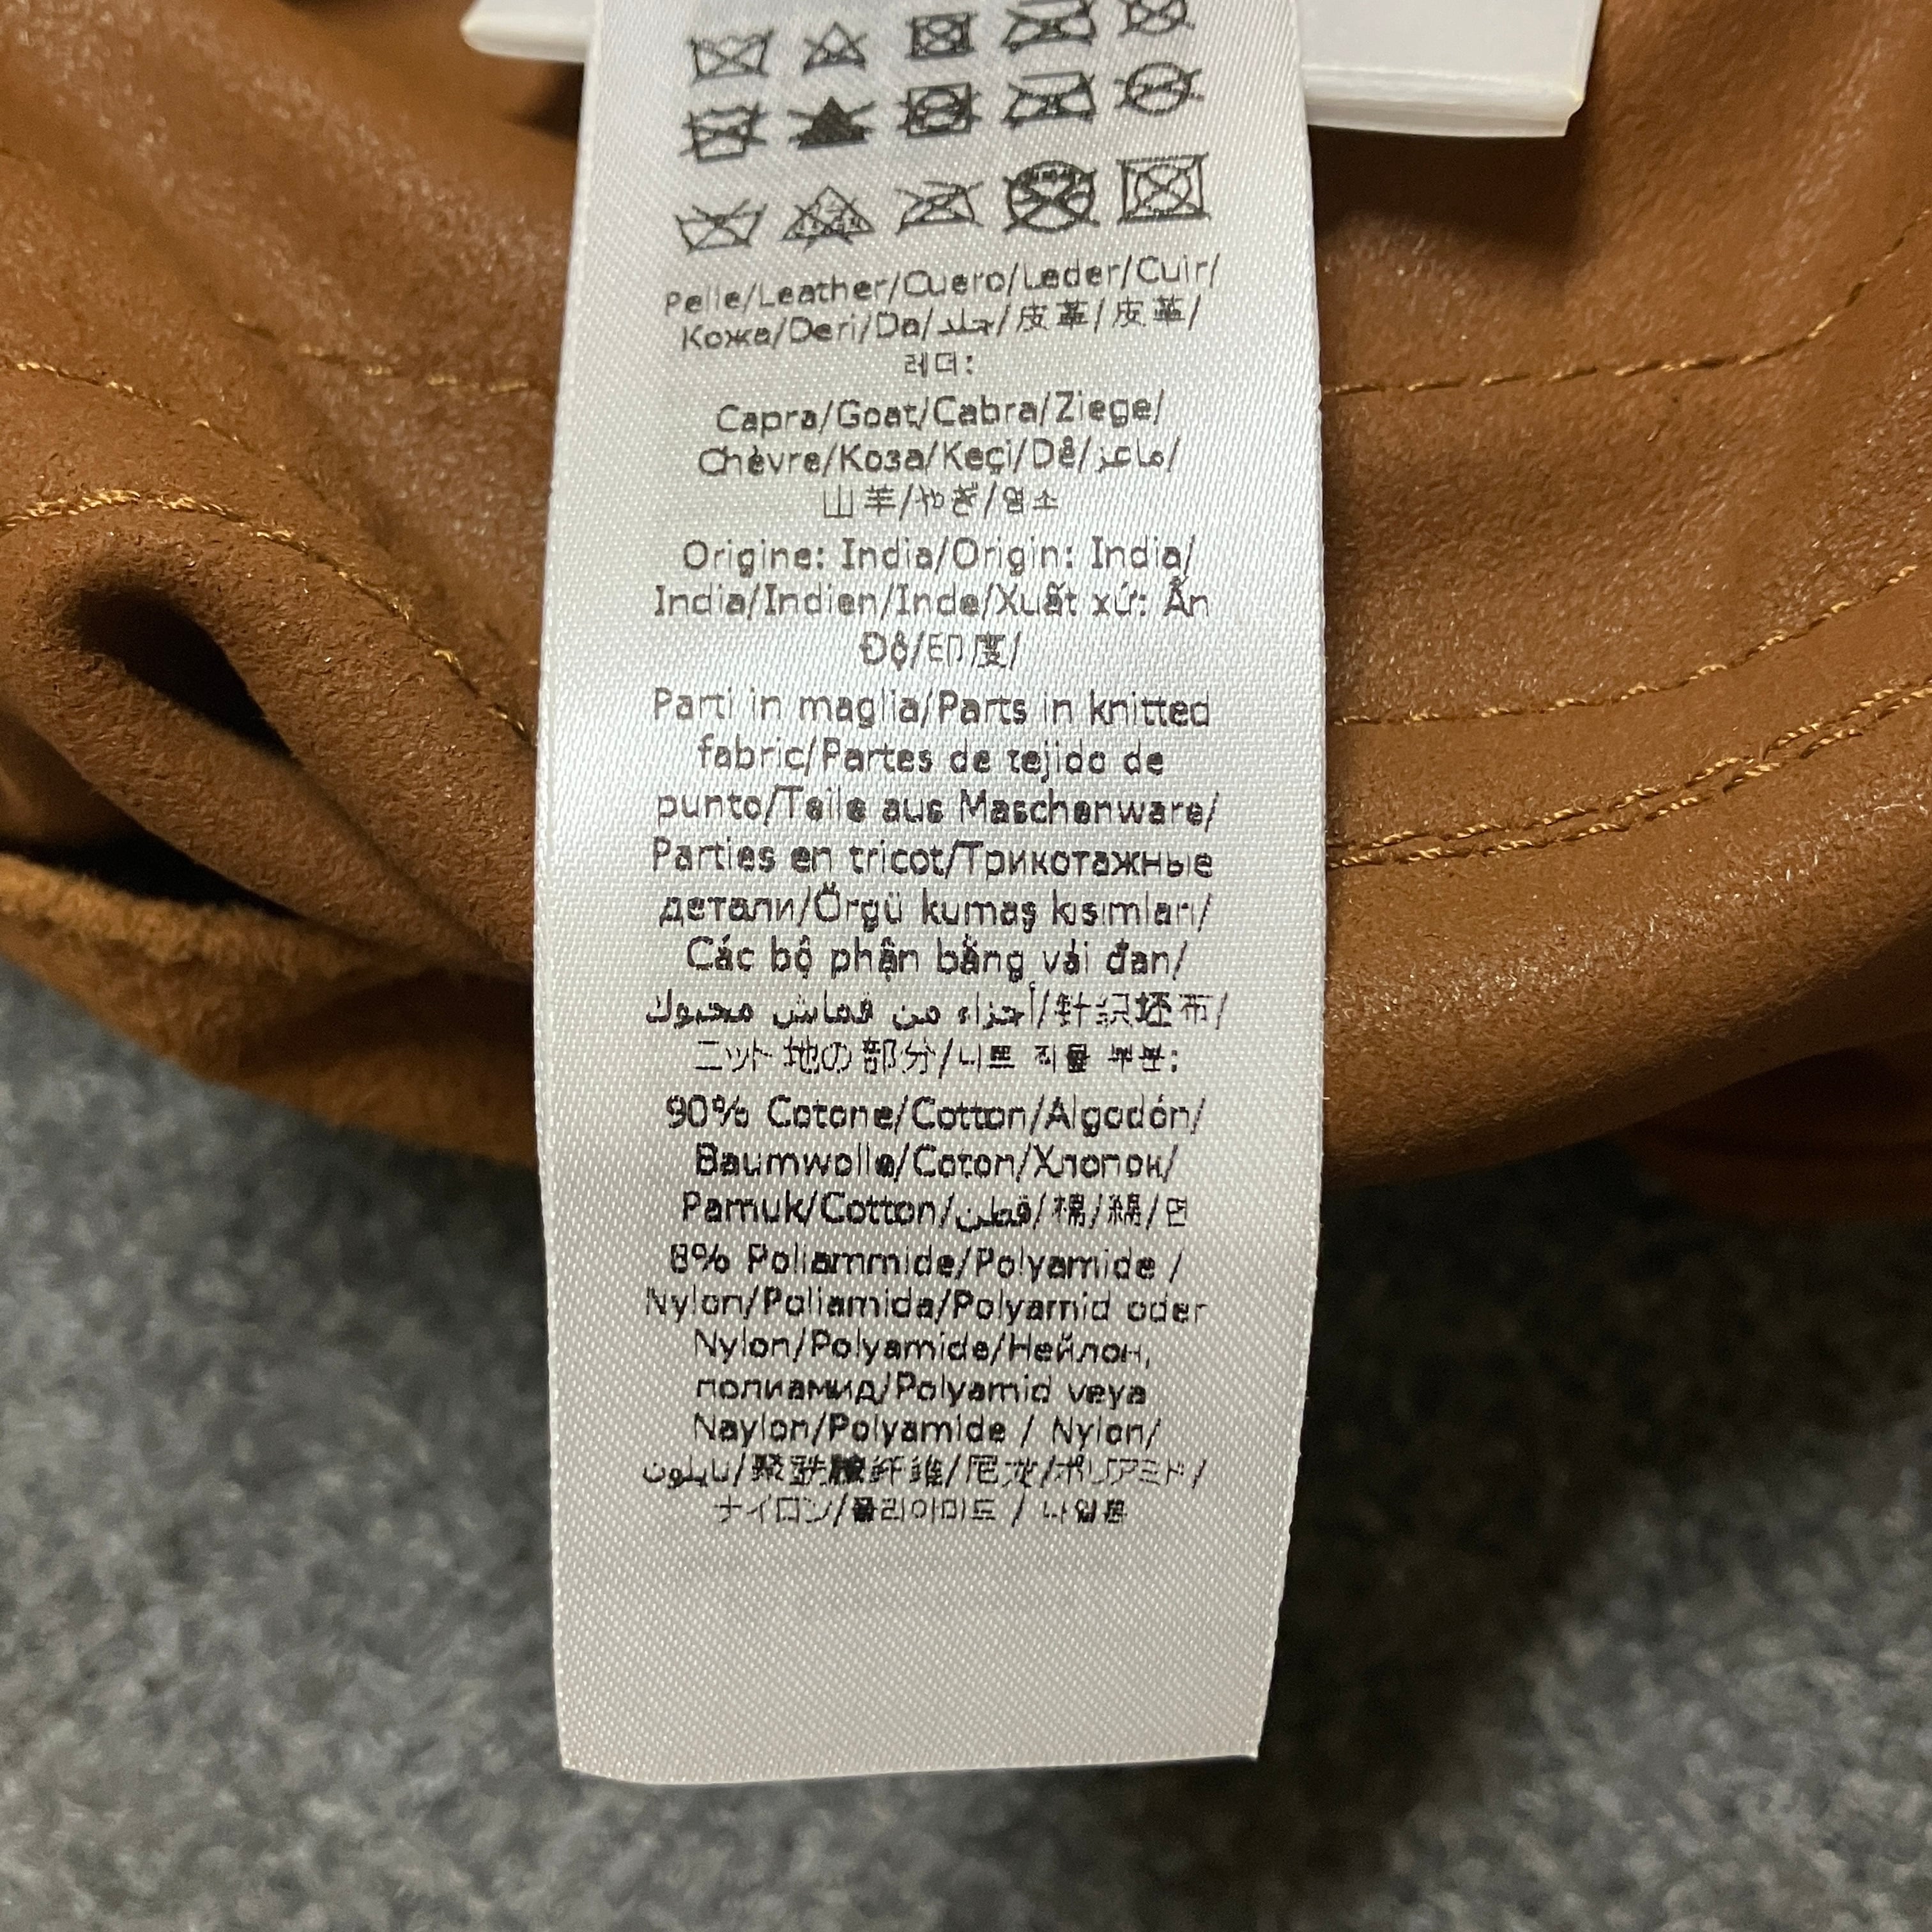 Pelle/Leather/Cuero/Leder/Cuir/
Кожа/Deri/Da/جلد/皮革/皮革/
레더:
Capra/Goat/Cabra/Ziege/
Chèvre/Коза/Keçi/Dê/ماعز/
山羊/やぎ/염소
Origine: India/Origin: India/
India/Indien/Inde/Xuất xứ: Ấn
Độ/印度/
Parti in maglia/Parts in knitted
fabric/Partes de tejido de
punto/Teile aus Maschenware/
Parties en tricot/Трикотажные
детали/Örgü kumaş kısımları/
Các bộ phận bằng vải đan/
أجزاء من قماش محبوك/针织坯布/
ニット地の部分/니트 직물 부분:
90% Cotone/Cotton/Algodón/
Baumwolle/Coton/Хлопок/
Pamuk/Cotton/قطن/棉/綿/면
8% Poliammide/Polyamide /
Nylon/Poliamida/Polyamid oder
Nylon/Polyamide/Нейлон,
полиамид/Polyamid veya
Naylon/Polyamide / Nylon/
نايلون/聚酰胺纤维/尼龙/ポリアミド/
ナイロン/폴리아미드 / 나일론